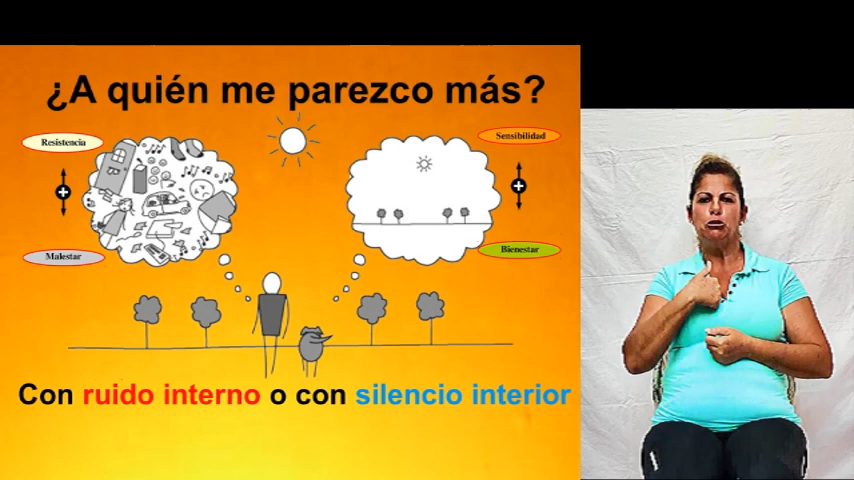 ¿A quién me parezco más?
Resistencia
Sensibilidad
Malestar
Bienestar
Con ruido interno o con silencio interior